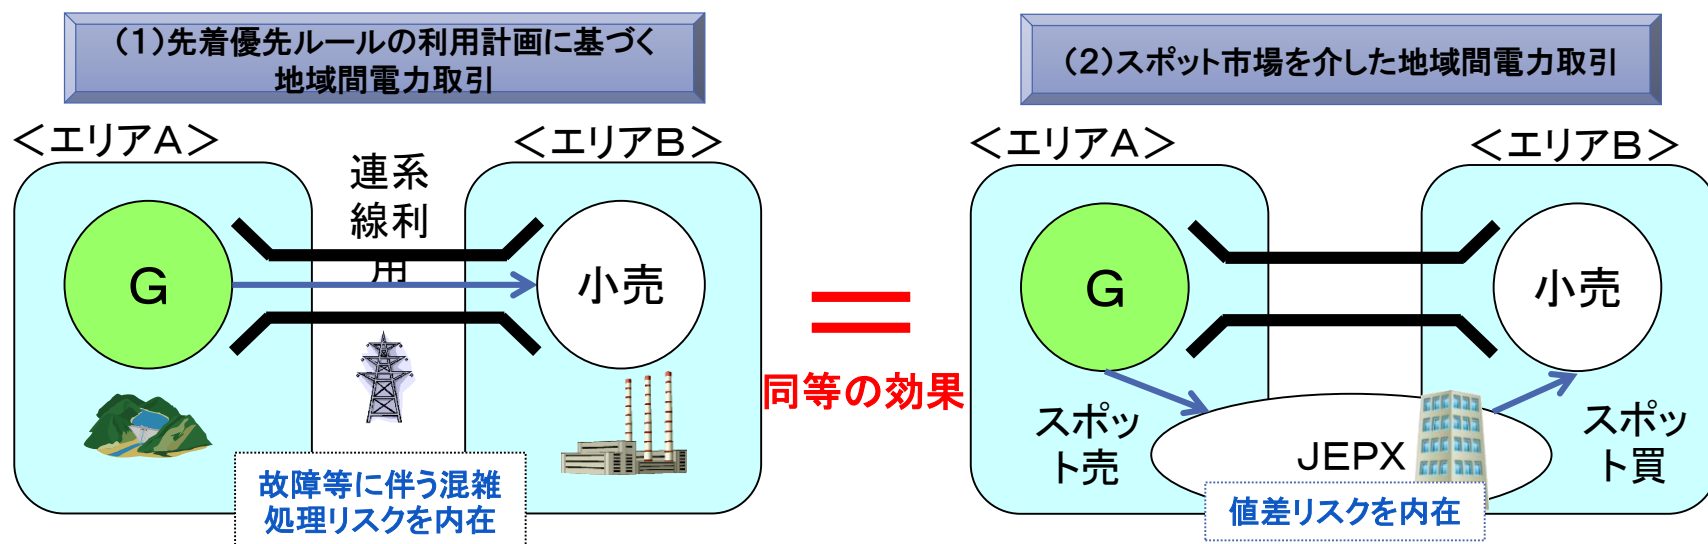 (1)先着優先ルールの利用計画に基づく
地域間電力取引
<エリアA>
<エリアB>
連系
線利
用
G
小売
故障等に伴う混雑
処理リスクを内在
＝
同等の効果
(2)スポット市場を介した地域間電力取引
<エリアA>
<エリアB>
G
小売
スポッ
ト売
JEPX
スポッ
ト買
値差リスクを内在